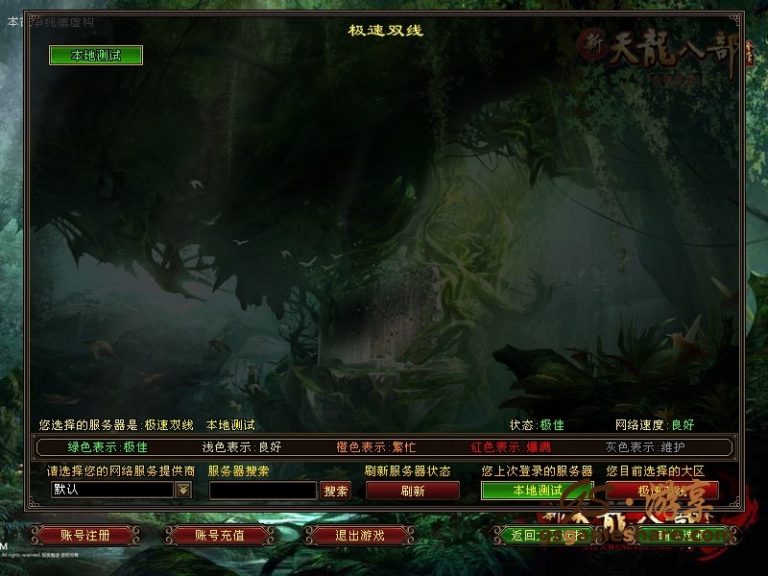 极速双线
本地测试
新天龍八部
您选择的服务器是:极速双线 本地测试
状态:极佳
网络速度:良好
绿色表示:极佳
浅色表示:良好
橙色表示:繁忙
红色表示:爆满
灰色表示:维护
请选择您的网络服务提供商
服务器搜索
刷新服务器状态
您上次登录的服务器
您目前选择的大区
默认
搜索
刷新
本地测试
账号注册
账号充值
退出游戏